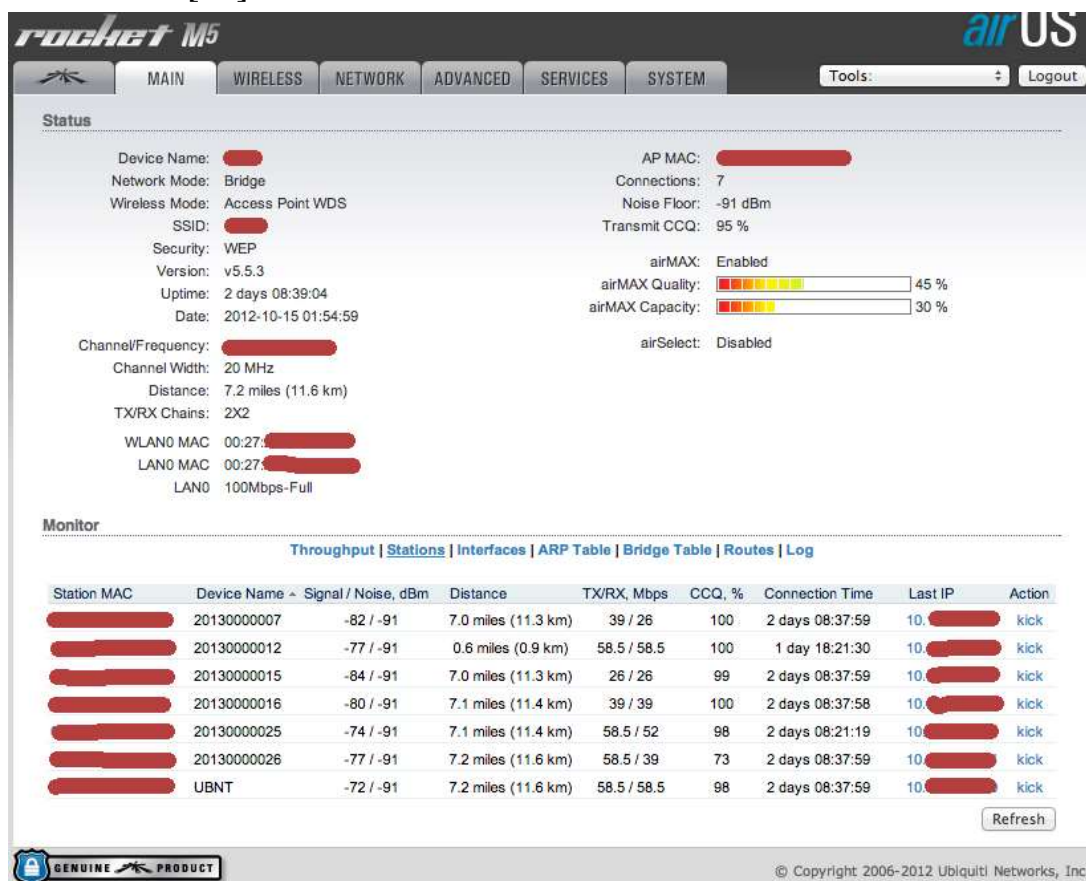 rocket M5 airOS
MAIN WIRELESS NETWORK ADVANCED SERVICES SYSTEM Tools: Logout
Status
Device Name:
Network Mode: Bridge
Wireless Mode: Access Point WDS
SSID:
Security: WEP
Version: v5.5.3
Uptime: 2 days 08:39:04
Date: 2012-10-15 01:54:59
Channel/Frequency:
Channel Width: 20 MHz
Distance: 7.2 miles (11.6 km)
TX/RX Chains: 2X2
WLAN0 MAC 00:27:
LAN0 MAC 00:27:
LAN0 100Mbps-Full
AP MAC:
Connections: 7
Noise Floor: -91 dBm
Transmit CCQ: 95 %
airMAX: Enabled
airMAX Quality: 45 %
airMAX Capacity: 30 %
airSelect: Disabled
Monitor
Throughput | Stations | Interfaces | ARP Table | Bridge Table | Routes | Log
Station MAC Device Name Signal / Noise, dBm Distance TX/RX, Mbps CCQ, % Connection Time Last IP Action
20130000007 -82 / -91 7.0 miles (11.3 km) 39 / 26 100 2 days 08:37:59 10. kick
20130000012 -77 / -91 0.6 miles (0.9 km) 58.5 / 58.5 100 1 day 18:21:30 10. kick
20130000015 -84 / -91 7.0 miles (11.3 km) 26 / 26 99 2 days 08:37:59 10. kick
20130000016 -80 / -91 7.1 miles (11.4 km) 39 / 39 100 2 days 08:37:58 10. kick
20130000025 -74 / -91 7.1 miles (11.4 km) 58.5 / 52 98 2 days 08:21:19 10 kick
20130000026 -77 / -91 7.2 miles (11.6 km) 58.5 / 39 73 2 days 08:37:59 10. kick
UBNT -72 / -91 7.2 miles (11.6 km) 58.5 / 58.5 98 2 days 08:37:59 10. kick
Refresh
GENUINE PRODUCT
© Copyright 2006-2012 Ubiquiti Networks, Inc